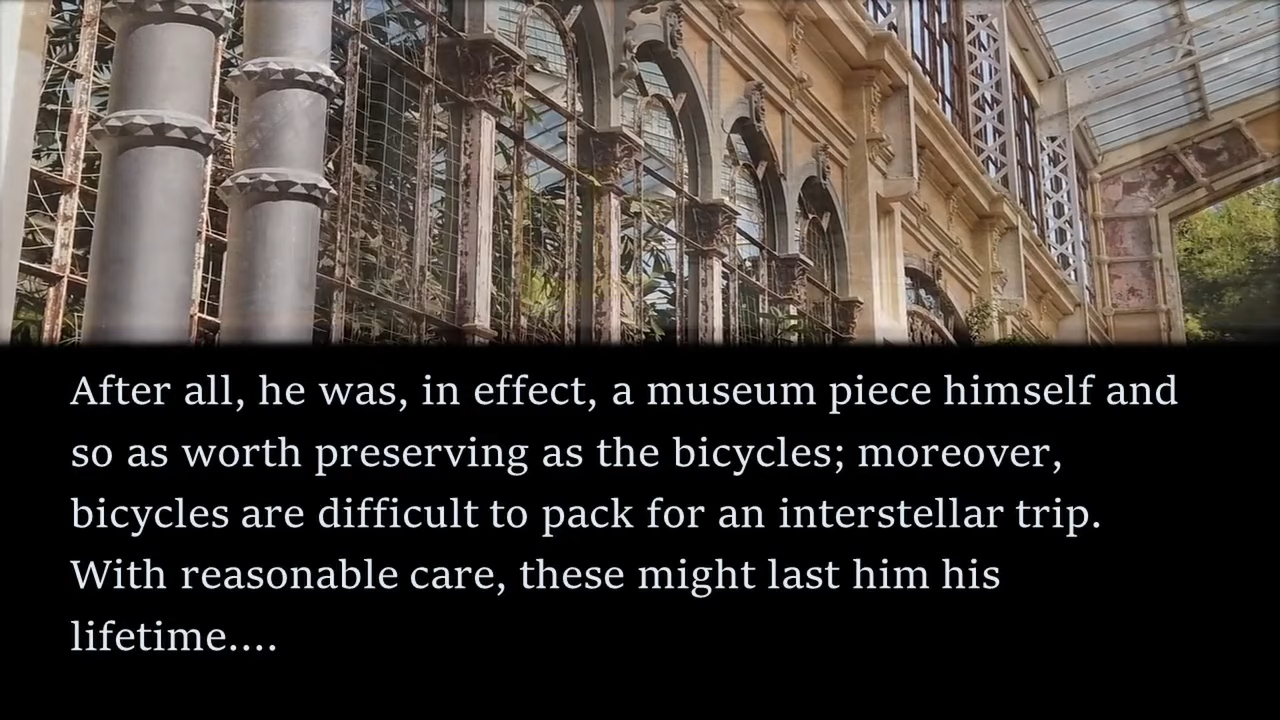 After all, he was, in effect, a museum piece himself and
so as worth preserving as the bicycles; moreover,
bicycles are difficult to pack for an interstellar trip.
With reasonable care, these might last him his
lifetime....